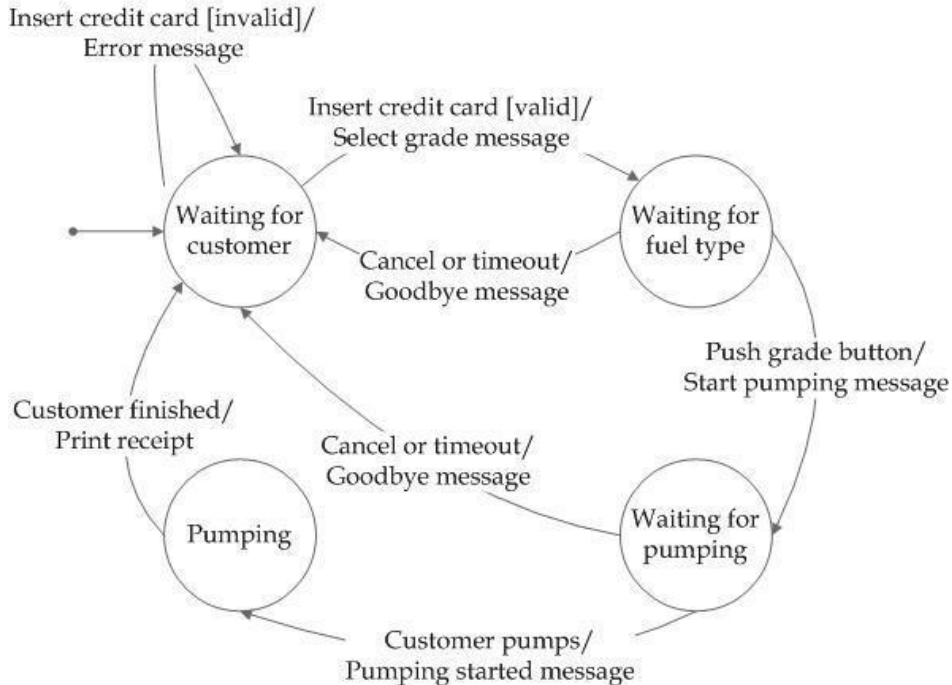 Insert credit card [invalid]/
Error message
Insert credit card [valid]/
Select grade message
Waiting for
customer
Waiting for
fuel type
Cancel or timeout/
Goodbye message
Push grade button/
Start pumping message
Customer finished/
Print receipt
Cancel or timeout/
Goodbye message
Pumping
Waiting for
pumping
Customer pumps/
Pumping started message